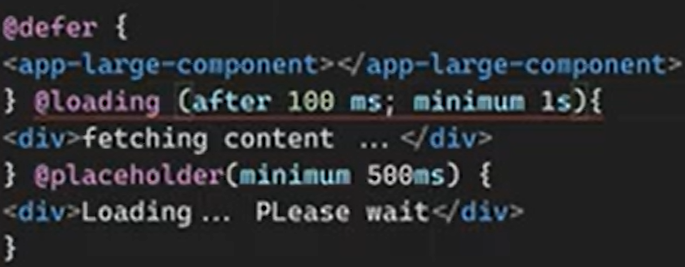 @defer {
<app-large-component></app-large-component>
} @loading (after 100 ms; minimum 1s){
<div>fetching content ... </div>
} @placeholder(minimum 500ms) {
<div>Loading ... PLease wait</div>
}